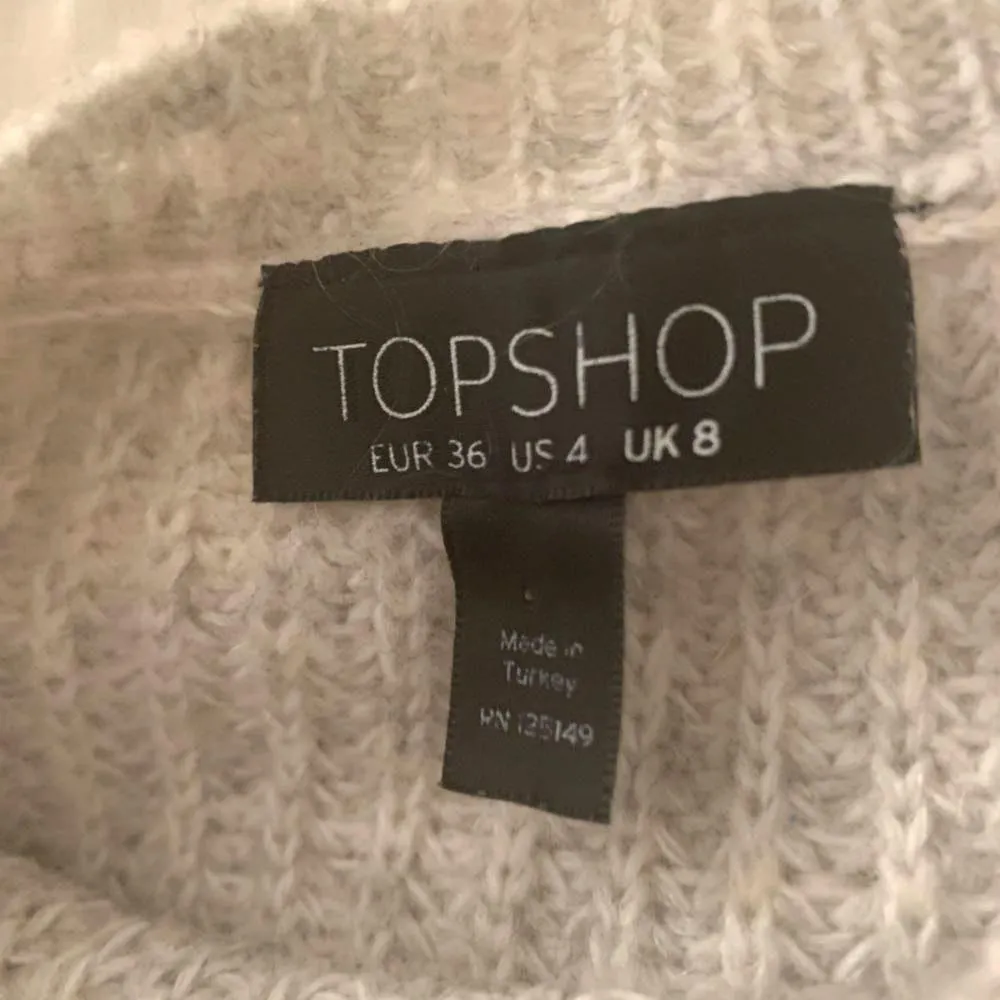 TOPSHOP
EUR 36 US 4 UK 8
Made in
Turkey
RN 125149